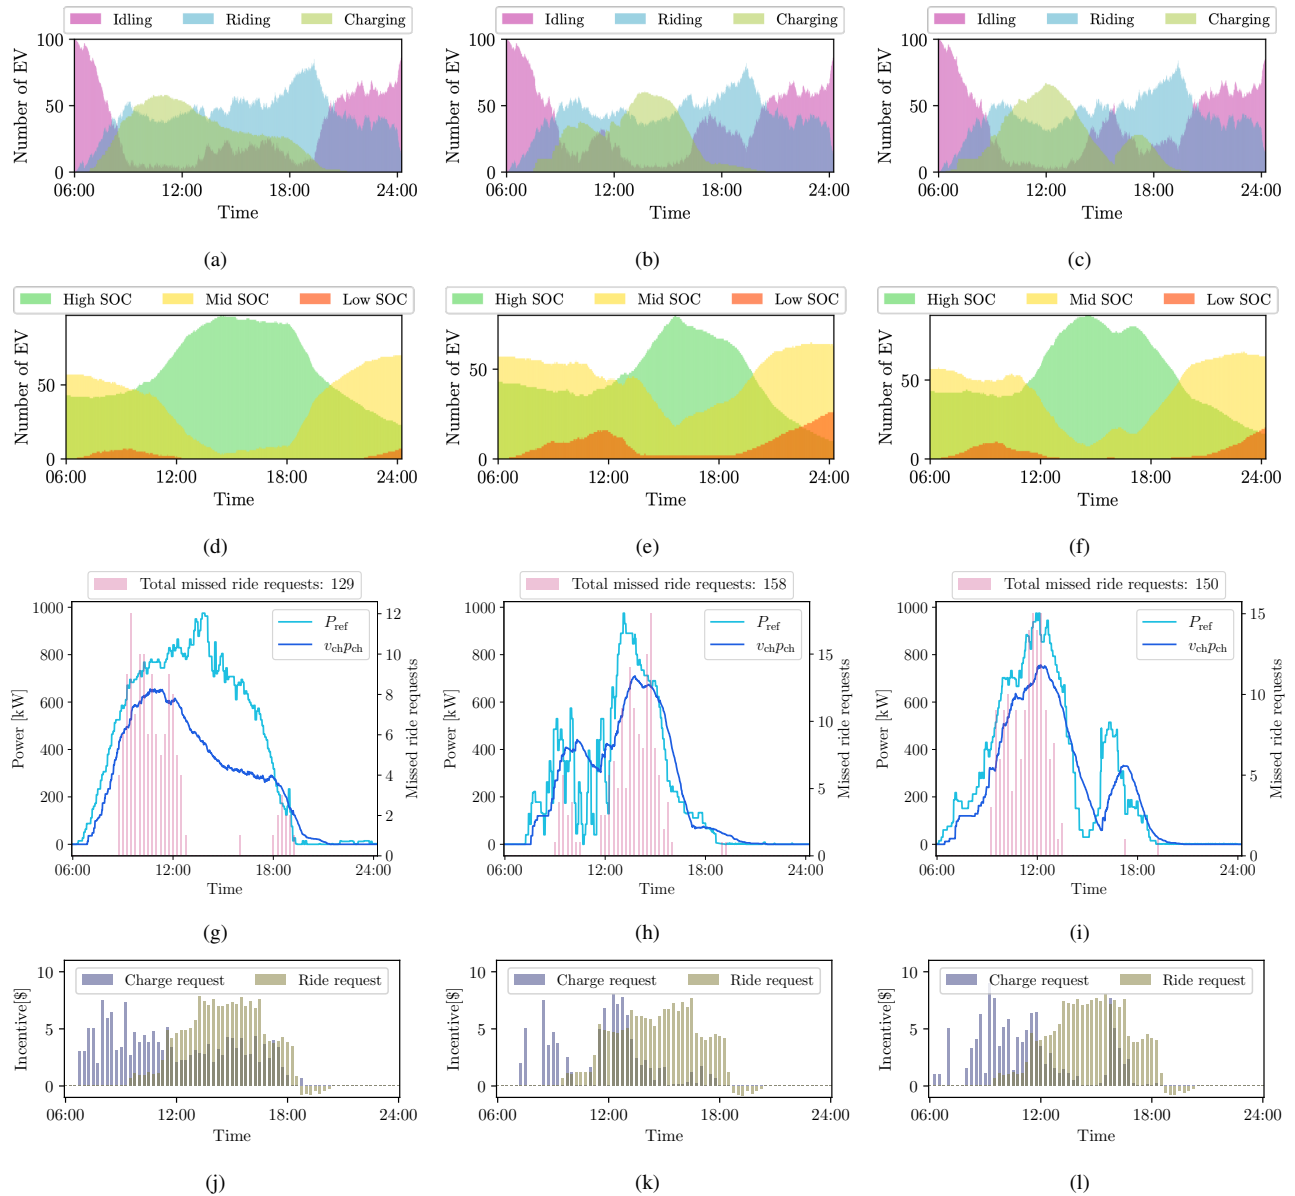 Idling Riding Charging
Idling Riding Charging
Idling Riding Charging
Number of EV
100
50
0
06:00 12:00 18:00 24:00
Time
(a)
Number of EV
100
50
0
06:00 12:00 18:00 24:00
Time
(b)
Number of EV
100
50
0
06:00 12:00 18:00 24:00
Time
(c)
High SOC Mid SOC Low SOC
Number of EV
50
0
06:00 12:00 18:00 24:00
Time
(d)
High SOC Mid SOC Low SOC
Number of EV
50
0
06:00 12:00 18:00 24:00
Time
(e)
High SOC Mid SOC Low SOC
Number of EV
50
0
06:00 12:00 18:00 24:00
Time
(f)
Total missed ride requests: 129
P_ref
v_ch p_ch
Power [kW]
1000
800
600
400
200
0
Missed ride requests
12
10
8
6
4
2
0
06:00 12:00 18:00 24:00
Time
(g)
Total missed ride requests: 158
P_ref
v_ch p_ch
Power [kW]
1000
800
600
400
200
0
Missed ride requests
15
10
5
0
06:00 12:00 18:00 24:00
Time
(h)
Total missed ride requests: 150
P_ref
v_ch p_ch
Power [kW]
1000
800
600
400
200
0
Missed ride requests
15
10
5
0
06:00 12:00 18:00 24:00
Time
(i)
Charge request Ride request
Incentive[$]
10
5
0
06:00 12:00 18:00 24:00
Time
(j)
Charge request Ride request
Incentive[$]
10
5
0
06:00 12:00 18:00 24:00
Time
(k)
Charge request Ride request
Incentive[$]
10
5
0
06:00 12:00 18:00 24:00
Time
(l)